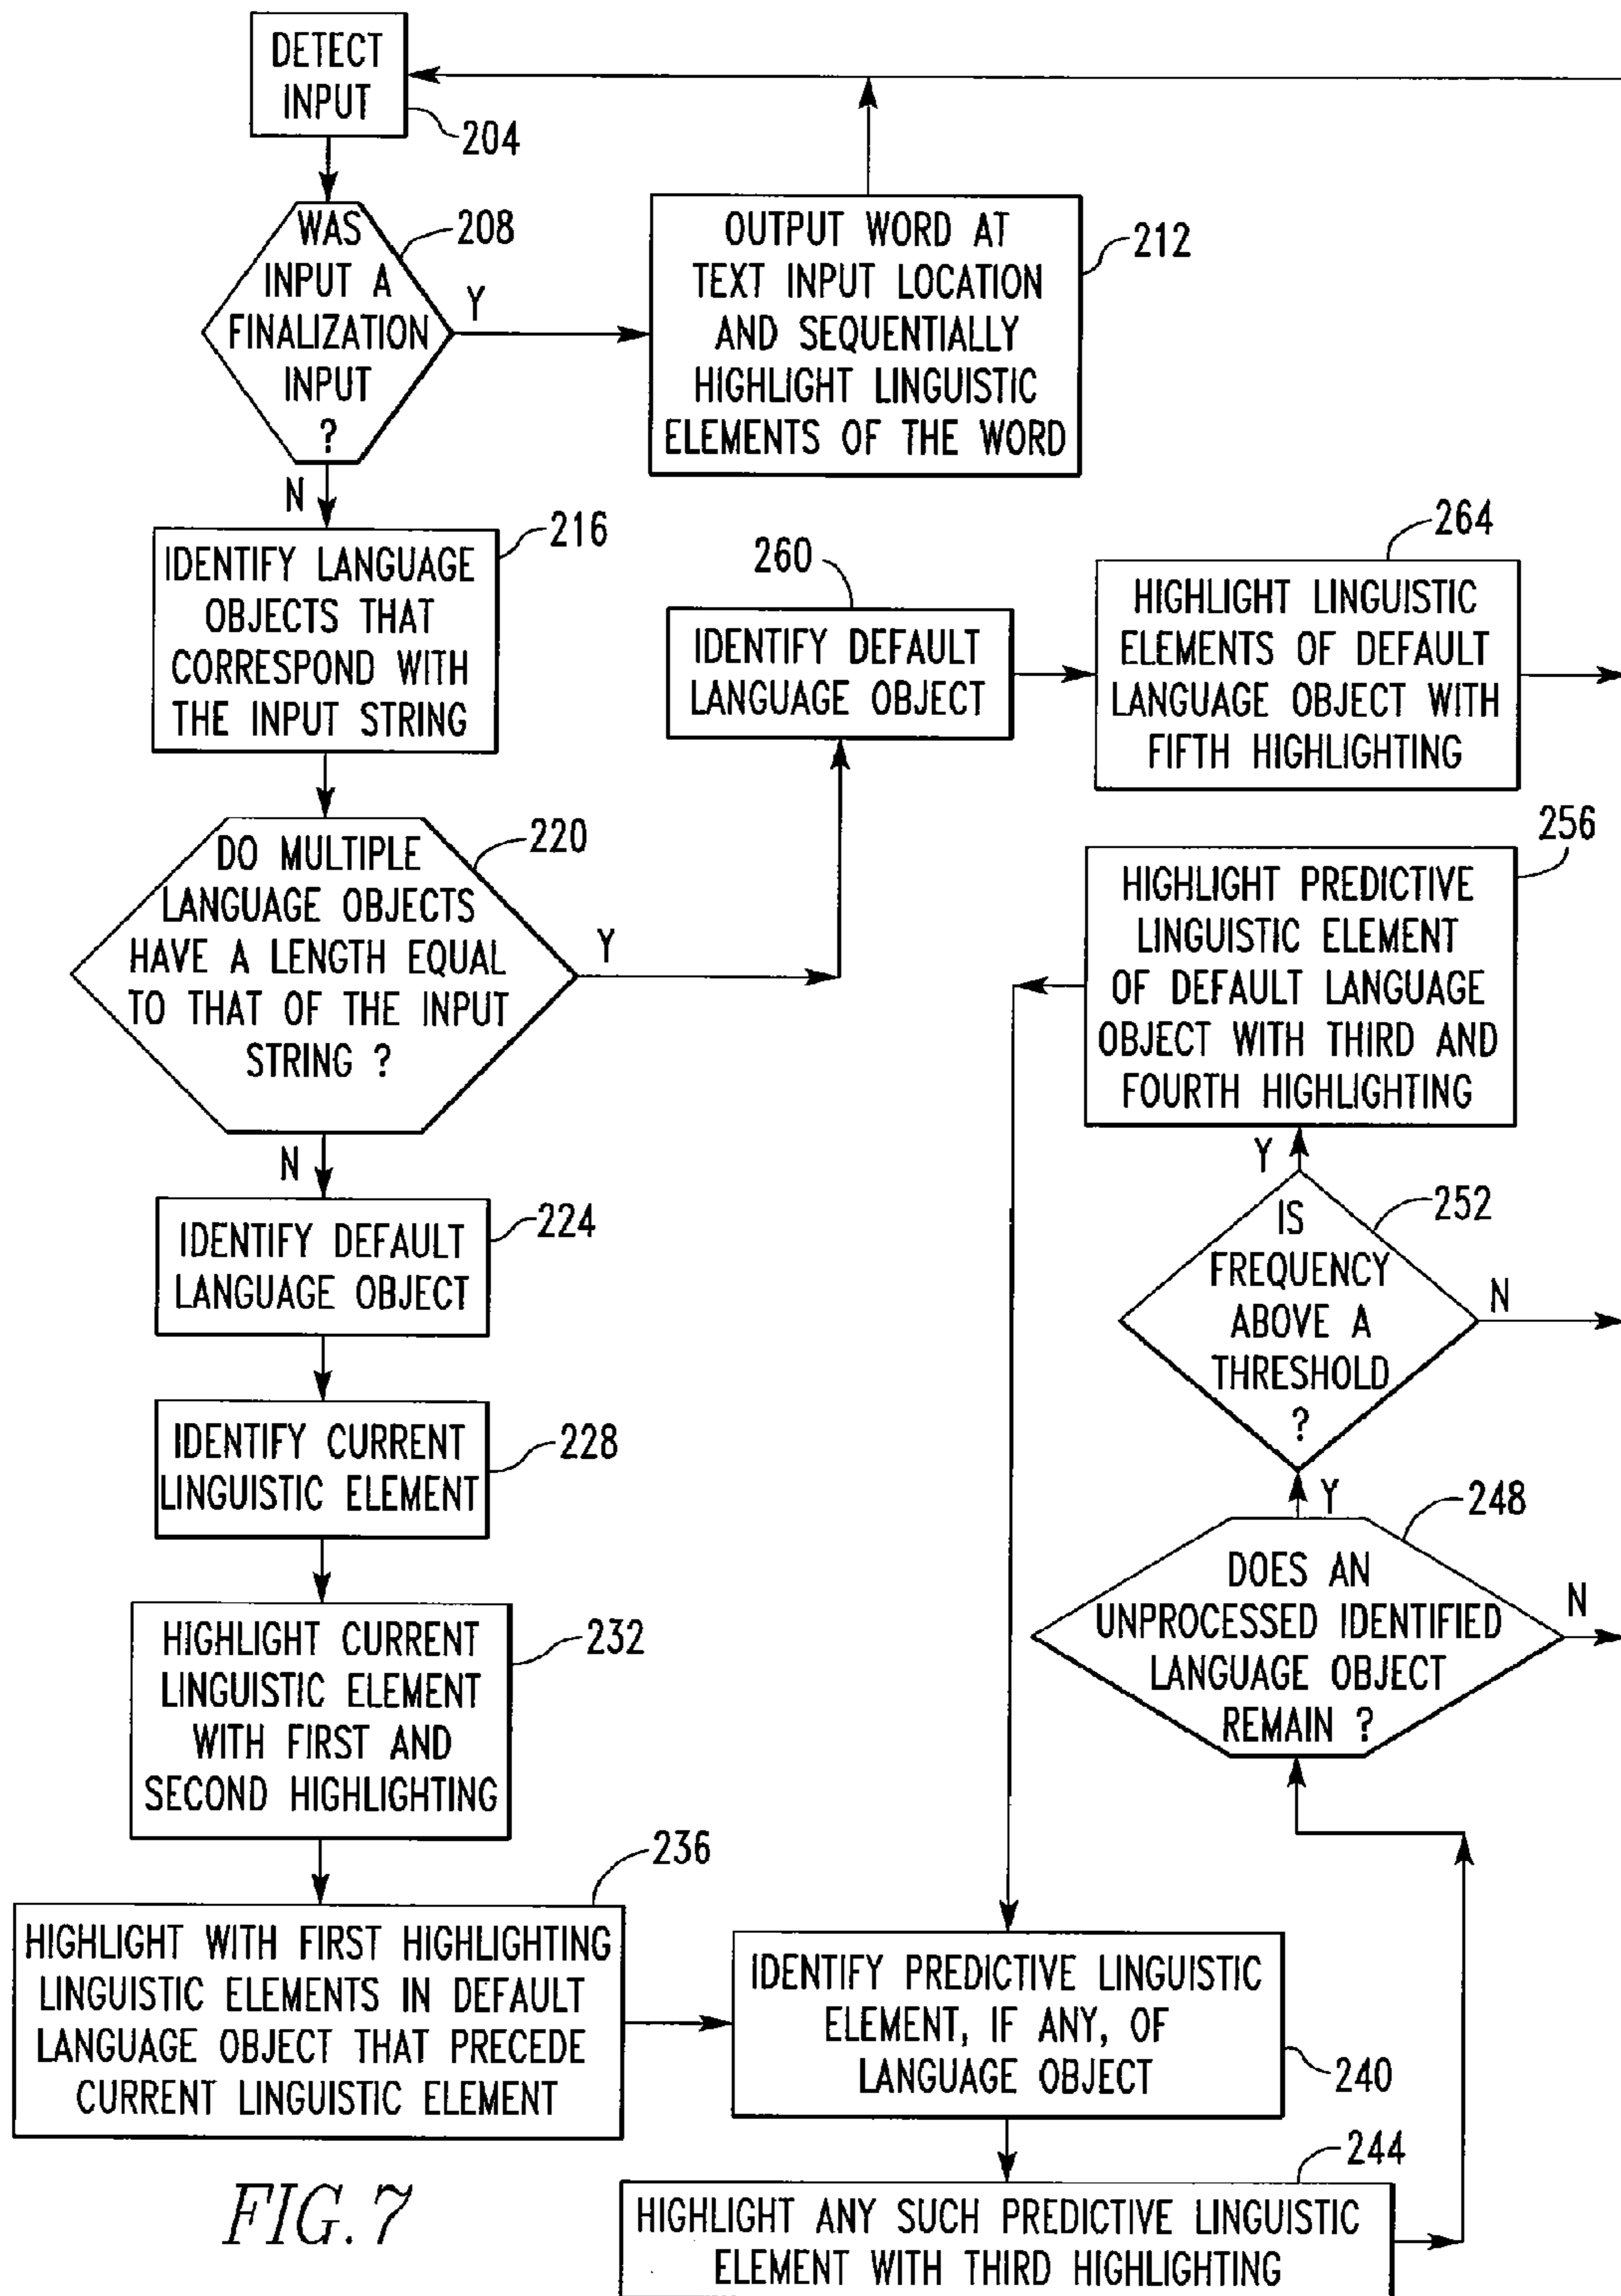 DETECT
INPUT
204
WAS
INPUT A
FINALIZATION
INPUT
?
208
Y
N
OUTPUT WORD AT
TEXT INPUT LOCATION
AND SEQUENTIALLY
HIGHLIGHT LINGUISTIC
ELEMENTS OF THE WORD
212
IDENTIFY LANGUAGE
OBJECTS THAT
CORRESPOND WITH
THE INPUT STRING
216
DO MULTIPLE
LANGUAGE OBJECTS
HAVE A LENGTH EQUAL
TO THAT OF THE INPUT
STRING ?
220
Y
N
260
IDENTIFY DEFAULT
LANGUAGE OBJECT
264
HIGHLIGHT LINGUISTIC
ELEMENTS OF DEFAULT
LANGUAGE OBJECT WITH
FIFTH HIGHLIGHTING
IDENTIFY DEFAULT
LANGUAGE OBJECT
224
IDENTIFY CURRENT
LINGUISTIC ELEMENT
228
HIGHLIGHT CURRENT
LINGUISTIC ELEMENT
WITH FIRST AND
SECOND HIGHLIGHTING
232
236
HIGHLIGHT WITH FIRST HIGHLIGHTING
LINGUISTIC ELEMENTS IN DEFAULT
LANGUAGE OBJECT THAT PRECEDE
CURRENT LINGUISTIC ELEMENT
256
HIGHLIGHT PREDICTIVE
LINGUISTIC ELEMENT
OF DEFAULT LANGUAGE
OBJECT WITH THIRD AND
FOURTH HIGHLIGHTING
Y
IS
FREQUENCY
ABOVE A
THRESHOLD
?
252
N
Y
248
DOES AN
UNPROCESSED IDENTIFIED
LANGUAGE OBJECT
REMAIN ?
N
IDENTIFY PREDICTIVE LINGUISTIC
ELEMENT, IF ANY, OF
LANGUAGE OBJECT
240
244
HIGHLIGHT ANY SUCH PREDICTIVE LINGUISTIC
ELEMENT WITH THIRD HIGHLIGHTING
FIG. 7